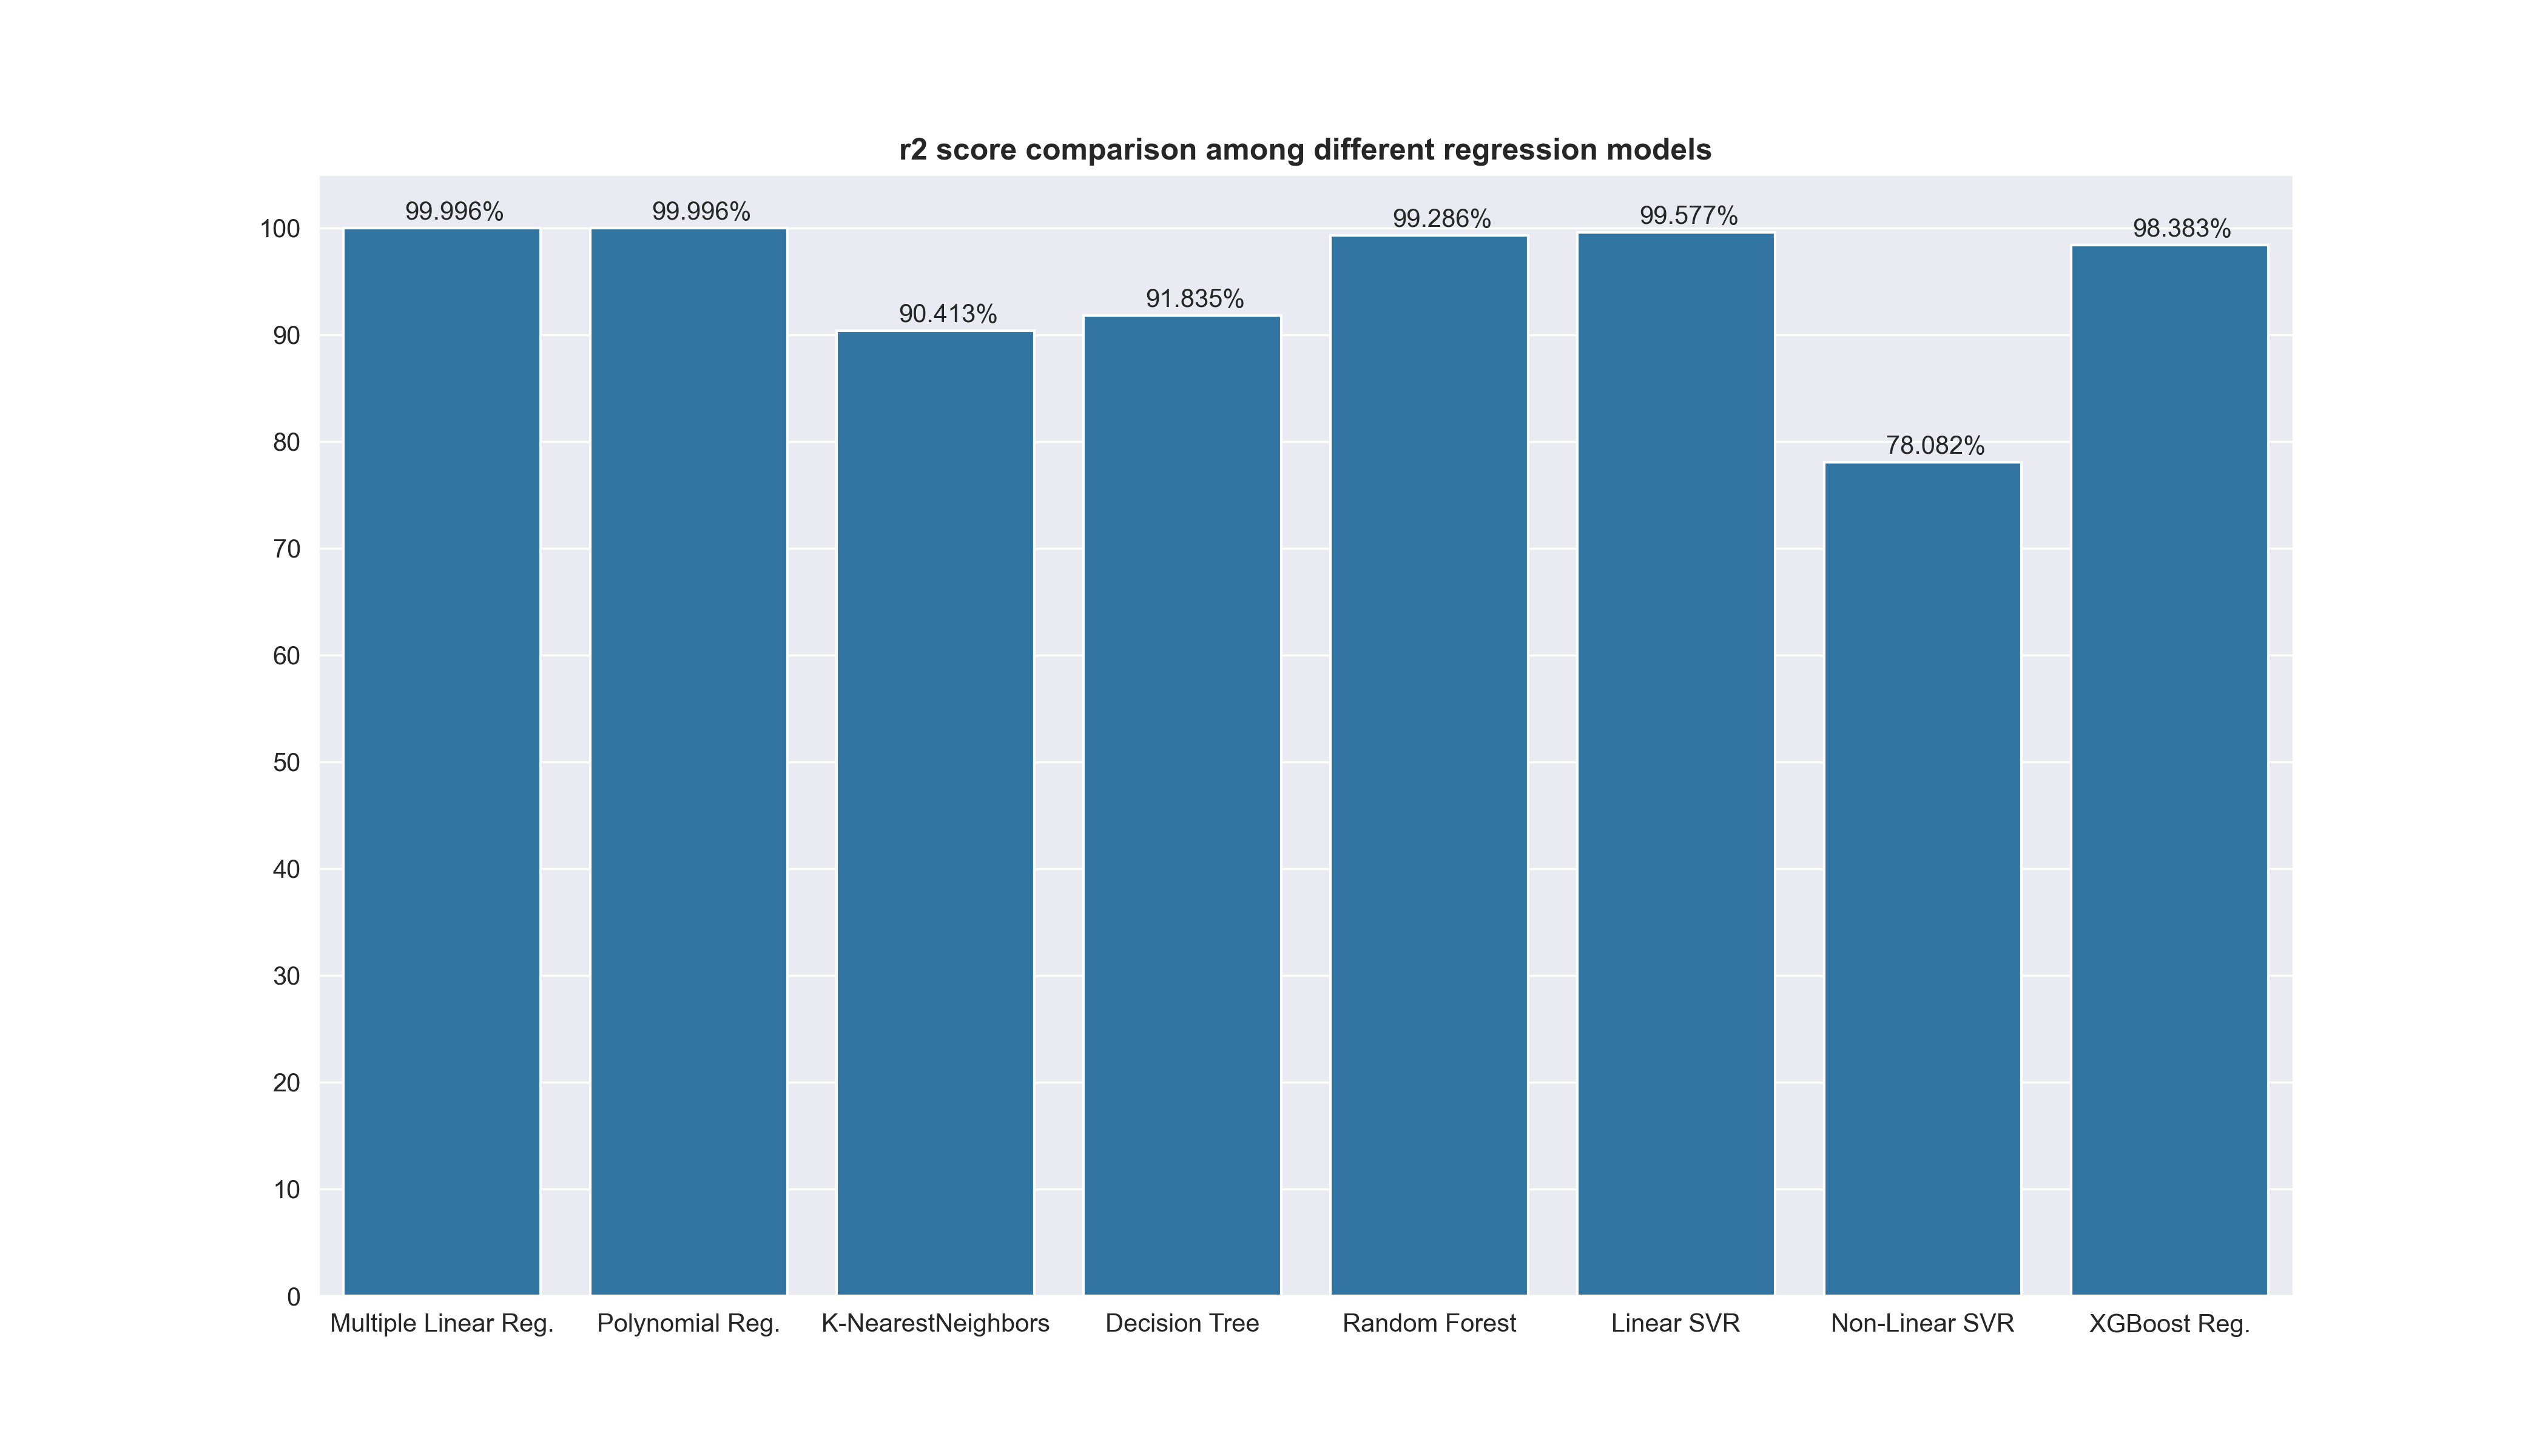 r2 score comparison among different regression models
99.996%
99.996%
90.413%
91.835%
99.286%
99.577%
78.082%
98.383%
100
90
80
70
60
50
40
30
20
10
0
Multiple Linear Reg.
Polynomial Reg.
K-NearestNeighbors
Decision Tree
Random Forest
Linear SVR
Non-Linear SVR
XGBoost Reg.